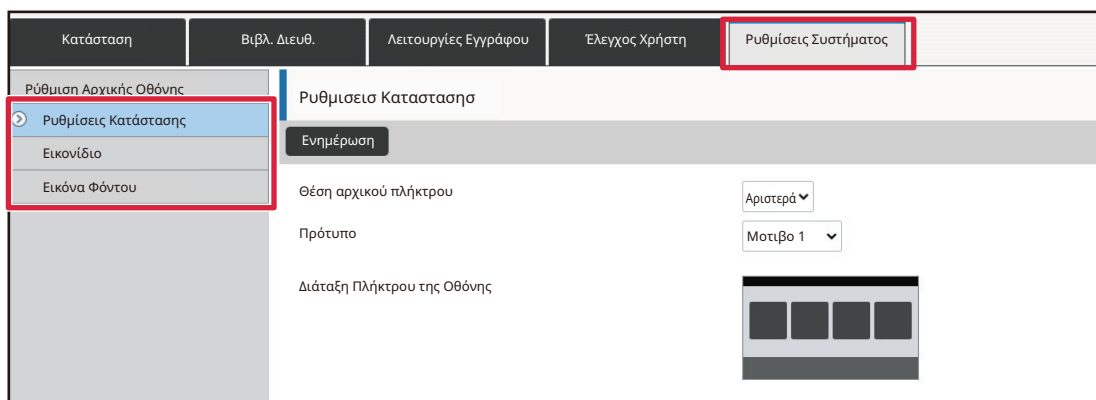 Κατάσταση
Βιβλ. Διευθ.
Λειτουργίες Εγγράφου
Έλεγχος Χρήστη
Ρυθμίσεις Συστήματος
Ρύθμιση Αρχικής Οθόνης
Ρυθμίσεις Κατάστασης
Εικονίδιο
Εικόνα Φόντου
Ρυθμισεισ Καταστασησ
Ενημέρωση
Θέση αρχικού πλήκτρου
Αριστερά
Πρότυπο
Μοτιβο 1
Διάταξη Πλήκτρου της Οθόνης